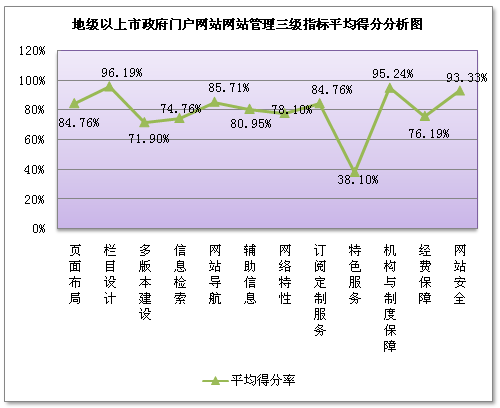 地级以上市政府门户网站网站管理三级指标平均得分分析图
120%
100%
80%
60%
40%
20%
0%
84.76%
96.19%
71.90%
74.76%
85.71%
80.95%
78.10%
84.76%
38.10%
95.24%
76.19%
93.33%
页面布局
栏目设计
多版本建设
信息检索
网站导航
辅助信息
网络特性
订阅定制服务
特色服务
机构与制度保障
经费保障
网站安全
平均得分率